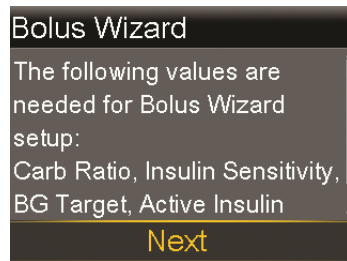 Bolus Wizard
The following values are
needed for Bolus Wizard
setup:
Carb Ratio, Insulin Sensitivity,
BG Target, Active Insulin
Next